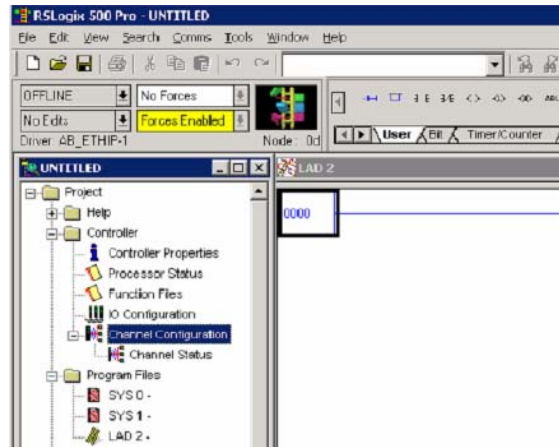 RSLogix 500 Pro - UNTITLED
File Edit View Search Comms Tools Window Help
OFFLINE No Forces
No Edits Forces Enabled
Driver: AB_ETHIP-1 Node: 0d
User Bit Timer/Counter
UNTITLED
LAD 2
Project
Help
Controller
Controller Properties
Processor Status
Function Files
IO Configuration
Channel Configuration
Channel Status
Program Files
SYS 0 -
SYS 1 -
LAD 2 -
0000